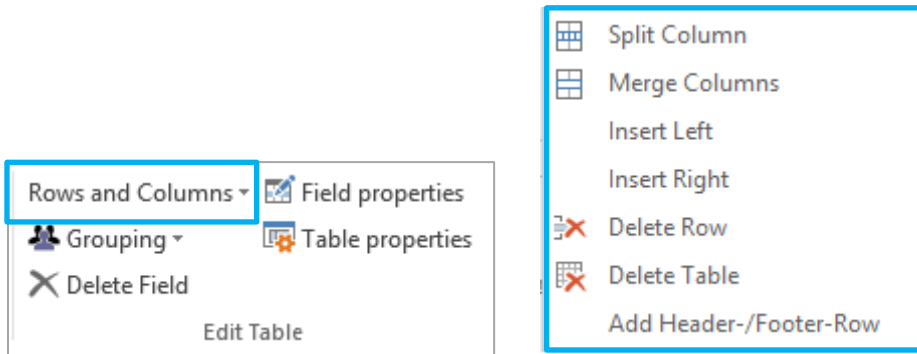 Rows and Columns
Field properties
Grouping
Table properties
Delete Field
Edit Table
Split Column
Merge Columns
Insert Left
Insert Right
Delete Row
Delete Table
Add Header-/Footer-Row